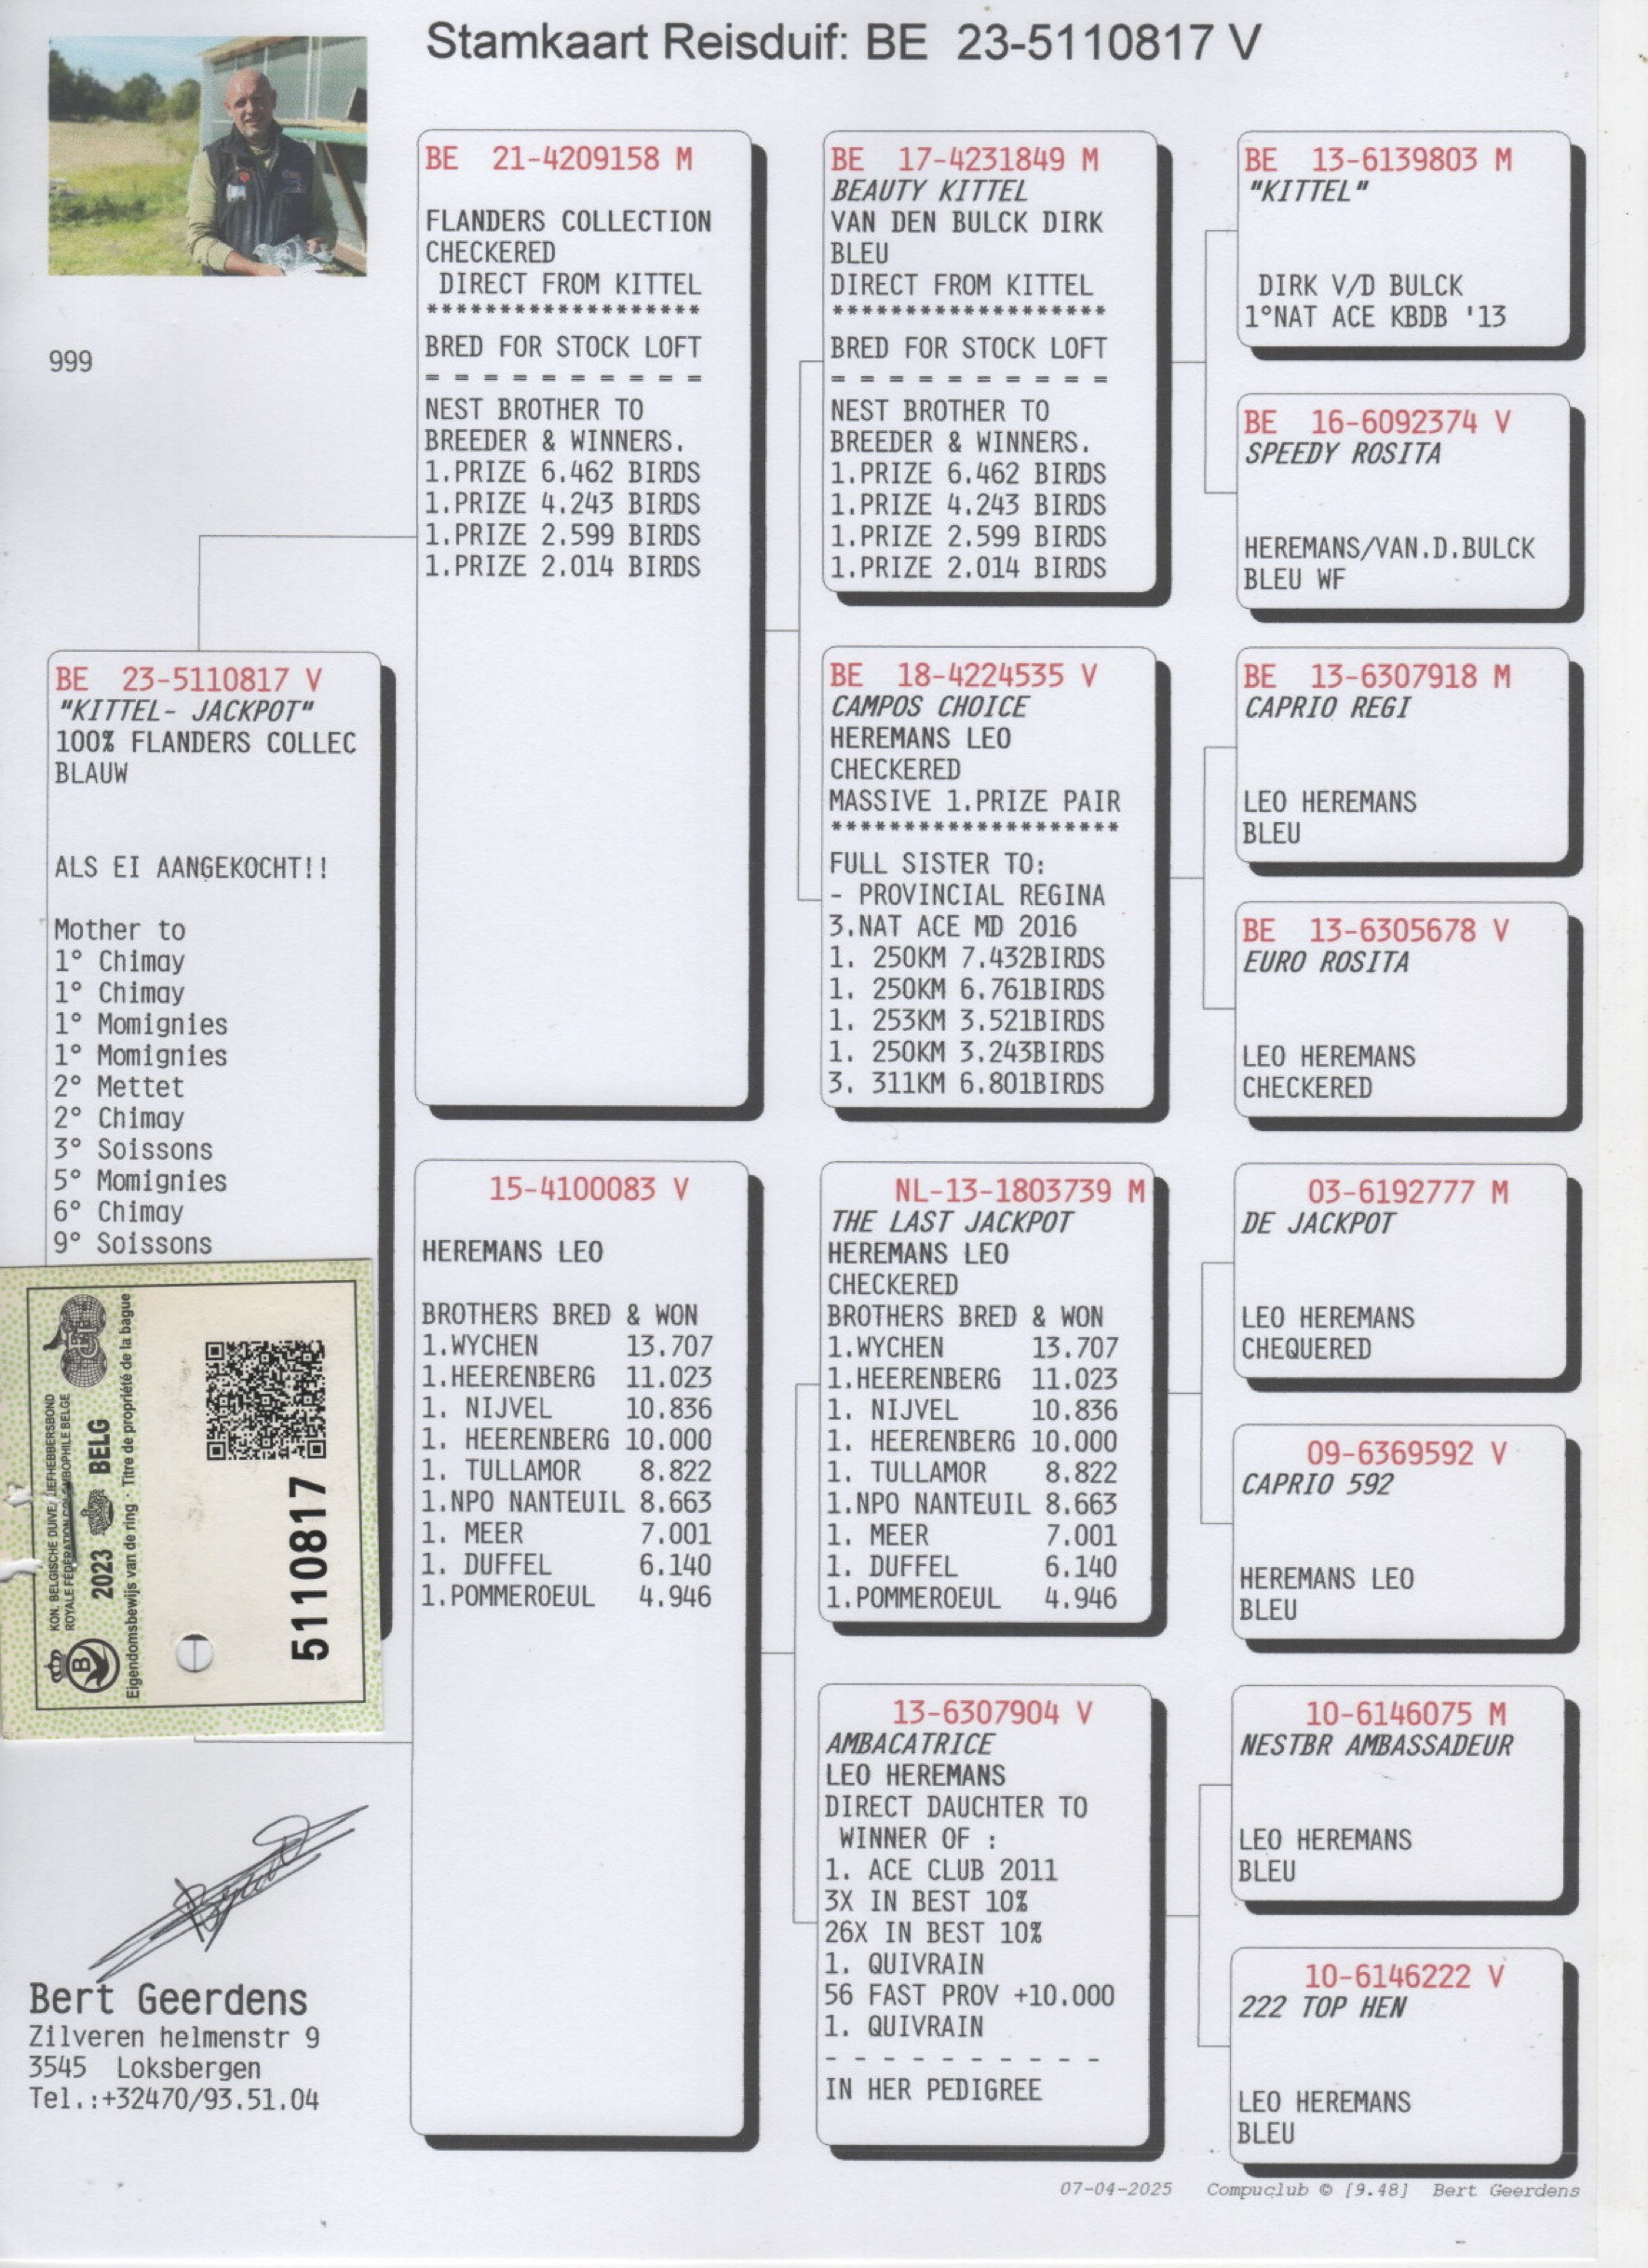 Stamkaart Reisduif: BE 23-5110817 V
999
BE 23-5110817 V
"KITTEL- JACKPOT"
100% FLANDERS COLLEC
BLAUW
ALS EI AANGEKOCHT!!
Mother to
1° Chimay
1° Chimay
1° Momignies
1° Momignies
2° Mettet
2° Chimay
3° Soissons
5° Momignies
6° Chimay
9° Soissons
KON. BELGISCHE DUIVENLIEFHEBBERSBOND
ROYALE FÉDÉRATION COLOMBOPHILE BELGE
2023 BELG
Eigendomsbewijs van de ring - Titre de propriété de la bague
B
5110817
Bert Geerdens
Zilveren helmenstr 9
3545 Loksbergen
Tel.:+32470/93.51.04
BE 21-4209158 M
FLANDERS COLLECTION
CHECKERED
DIRECT FROM KITTEL
*******************
BRED FOR STOCK LOFT
= = = = = = = = = =
NEST BROTHER TO
BREEDER & WINNERS.
1.PRIZE 6.462 BIRDS
1.PRIZE 4.243 BIRDS
1.PRIZE 2.599 BIRDS
1.PRIZE 2.014 BIRDS
15-4100083 V
HEREMANS LEO
BROTHERS BRED & WON
1.WYCHEN 13.707
1.HEERENBERG 11.023
1. NIJVEL 10.836
1. HEERENBERG 10.000
1. TULLAMOR 8.822
1.NPO NANTEUIL 8.663
1. MEER 7.001
1. DUFFEL 6.140
1.POMMEROEUL 4.946
BE 17-4231849 M
BEAUTY KITTEL
VAN DEN BULCK DIRK
BLEU
DIRECT FROM KITTEL
*******************
BRED FOR STOCK LOFT
= = = = = = = = = =
NEST BROTHER TO
BREEDER & WINNERS.
1.PRIZE 6.462 BIRDS
1.PRIZE 4.243 BIRDS
1.PRIZE 2.599 BIRDS
1.PRIZE 2.014 BIRDS
BE 18-4224535 V
CAMPOS CHOICE
HEREMANS LEO
CHECKERED
MASSIVE 1.PRIZE PAIR
********************
FULL SISTER TO:
- PROVINCIAL REGINA
3.NAT ACE MD 2016
1. 250KM 7.432BIRDS
1. 250KM 6.761BIRDS
1. 253KM 3.521BIRDS
1. 250KM 3.243BIRDS
3. 311KM 6.801BIRDS
NL-13-1803739 M
THE LAST JACKPOT
HEREMANS LEO
CHECKERED
BROTHERS BRED & WON
1.WYCHEN 13.707
1.HEERENBERG 11.023
1. NIJVEL 10.836
1. HEERENBERG 10.000
1. TULLAMOR 8.822
1.NPO NANTEUIL 8.663
1. MEER 7.001
1. DUFFEL 6.140
1.POMMEROEUL 4.946
13-6307904 V
AMBACATRICE
LEO HEREMANS
DIRECT DAUCHTER TO
WINNER OF :
1. ACE CLUB 2011
3X IN BEST 10%
26X IN BEST 10%
1. QUIVRAIN
56 FAST PROV +10.000
1. QUIVRAIN
- - - - - - - - - -
IN HER PEDIGREE
BE 13-6139803 M
"KITTEL"
DIRK V/D BULCK
1°NAT ACE KBDB '13
BE 16-6092374 V
SPEEDY ROSITA
HEREMANS/VAN.D.BULCK
BLEU WF
BE 13-6307918 M
CAPRIO REGI
LEO HEREMANS
BLEU
BE 13-6305678 V
EURO ROSITA
LEO HEREMANS
CHECKERED
03-6192777 M
DE JACKPOT
LEO HEREMANS
CHEQUERED
09-6369592 V
CAPRIO 592
HEREMANS LEO
BLEU
10-6146075 M
NESTBR AMBASSADEUR
LEO HEREMANS
BLEU
10-6146222 V
222 TOP HEN
LEO HEREMANS
BLEU
07-04-2025 Compuclub © [9.48] Bert Geerdens